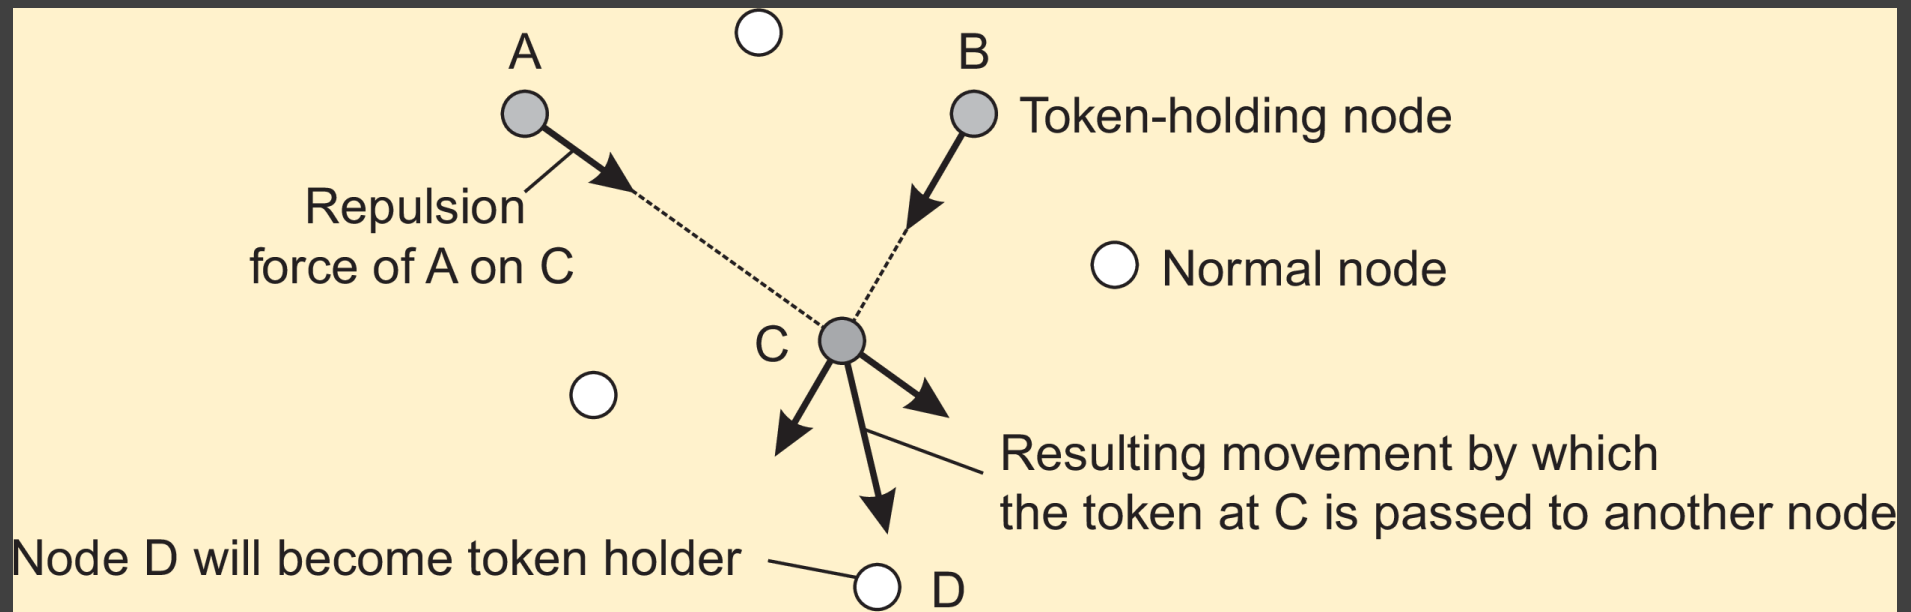 A
B
Token-holding node
Repulsion
force of A on C
Normal node
C
Resulting movement by which
the token at C is passed to another node
Node D will become token holder
D